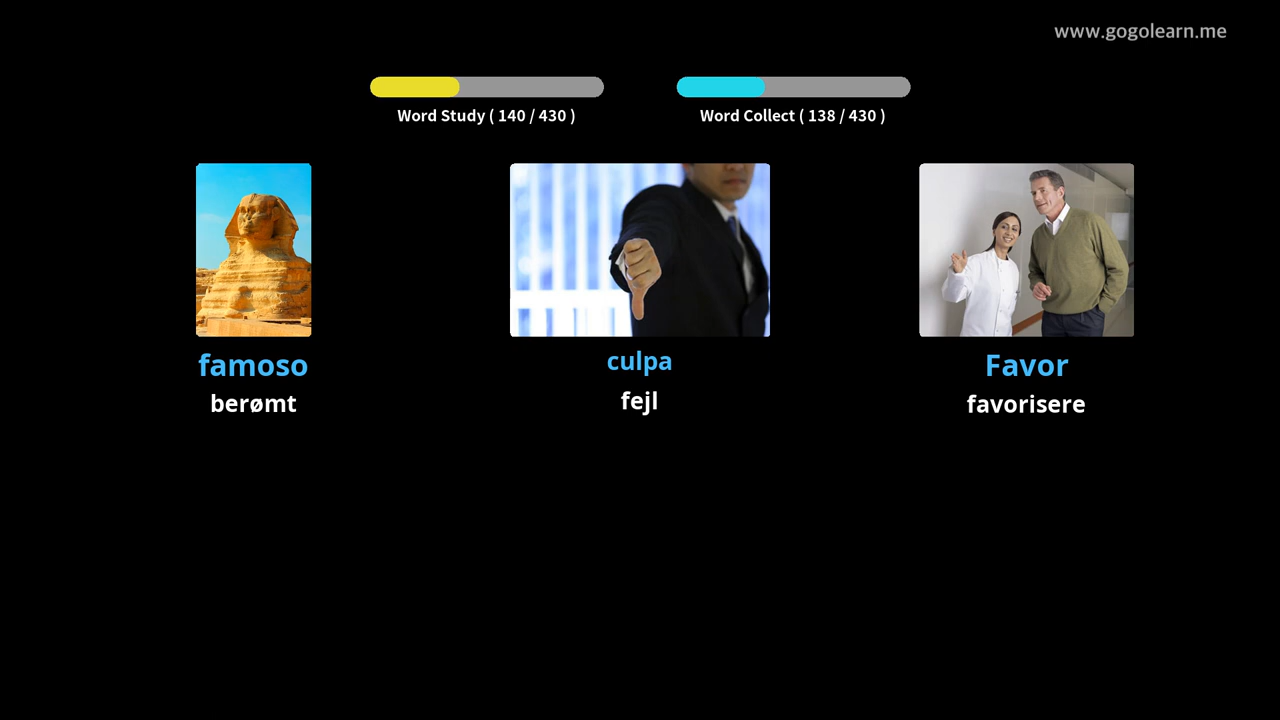 www.gogolearn.me
Word Study ( 140 / 430 )
Word Collect ( 138 / 430 )
famoso
berømt
culpa
fejl
Favor
favorisere